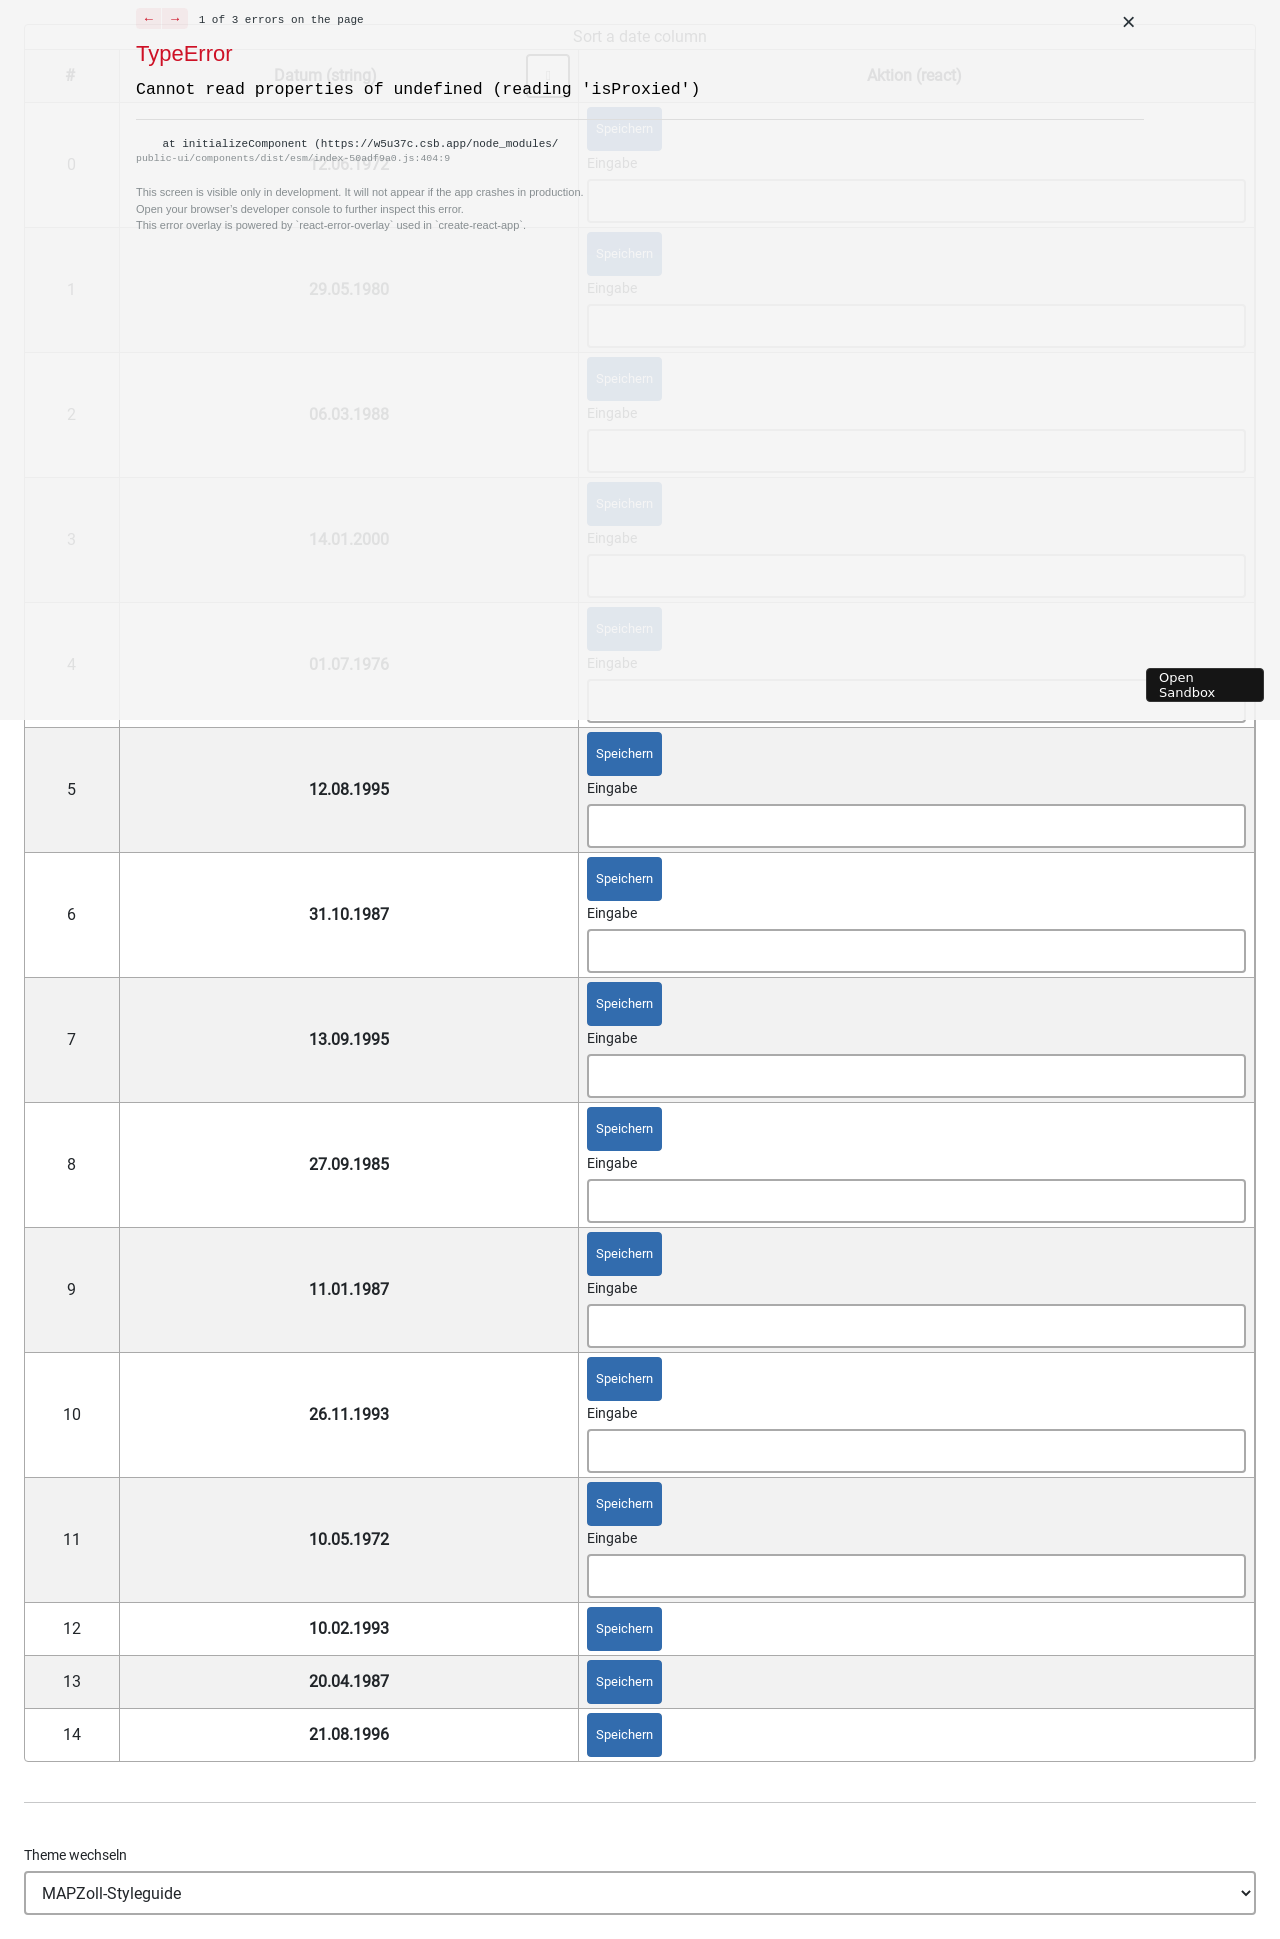 ← → 1 of 3 errors on the page ×
Sort a date column
TypeError
# Datum (string) Aktion (react)
Cannot read properties of undefined (reading 'isProxied')
at initializeComponent (https://w5u37c.csb.app/node_modules/
public-ui/components/dist/esm/index-50adf9a0.js:404:9
This screen is visible only in development. It will not appear if the app crashes in production.
Open your browser's developer console to further inspect this error.
This error overlay is powered by `react-error-overlay` used in `create-react-app`.
Speichern
0 12.06.1972 Eingabe
Speichern
1 29.05.1980 Eingabe
Speichern
2 06.03.1988 Eingabe
Speichern
3 14.01.2000 Eingabe
Speichern
4 01.07.1976 Eingabe
Open
Sandbox
Speichern
5 12.08.1995 Eingabe
Speichern
6 31.10.1987 Eingabe
Speichern
7 13.09.1995 Eingabe
Speichern
8 27.09.1985 Eingabe
Speichern
9 11.01.1987 Eingabe
Speichern
10 26.11.1993 Eingabe
Speichern
11 10.05.1972 Eingabe
12 10.02.1993 Speichern
13 20.04.1987 Speichern
14 21.08.1996 Speichern
Theme wechseln
MAPZoll-Styleguide